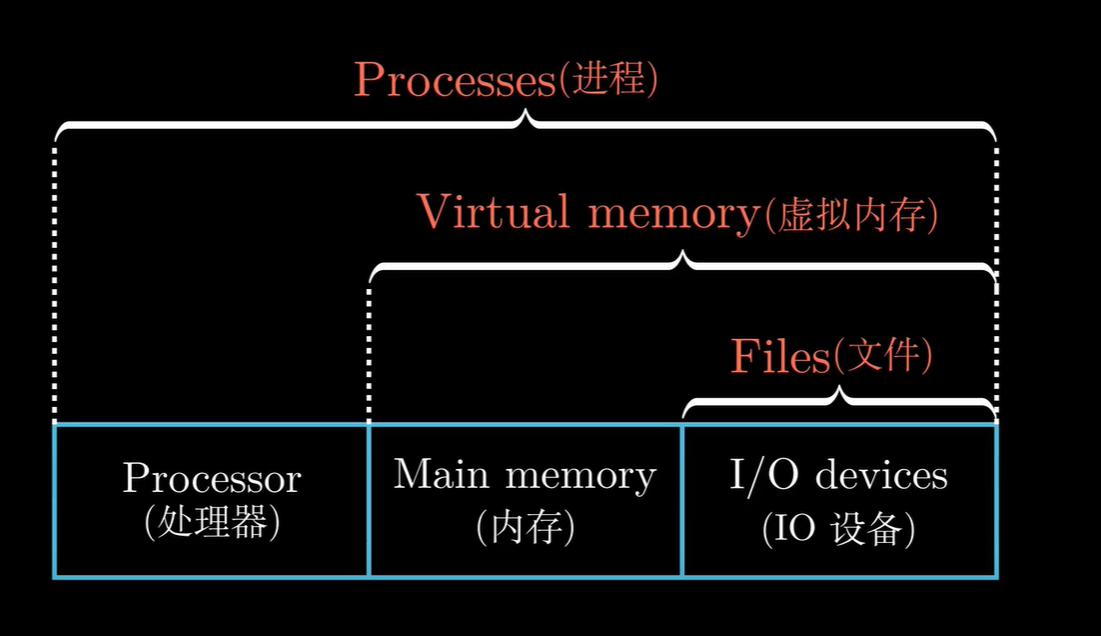 Processes(进程)
Virtual memory(虚拟内存)
Files(文件)
Processor
(处理器)
Main memory
(内存)
I/O devices
(IO 设备)